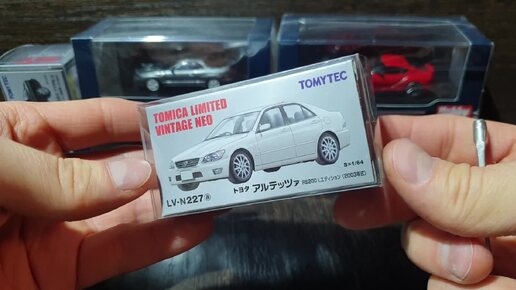 TOMYTEC
TOMICA LIMITED
VINTAGE NEO
S=1/64
LV-N227a トヨタ アルテッツァ RS200 Lエディション (2003年式)